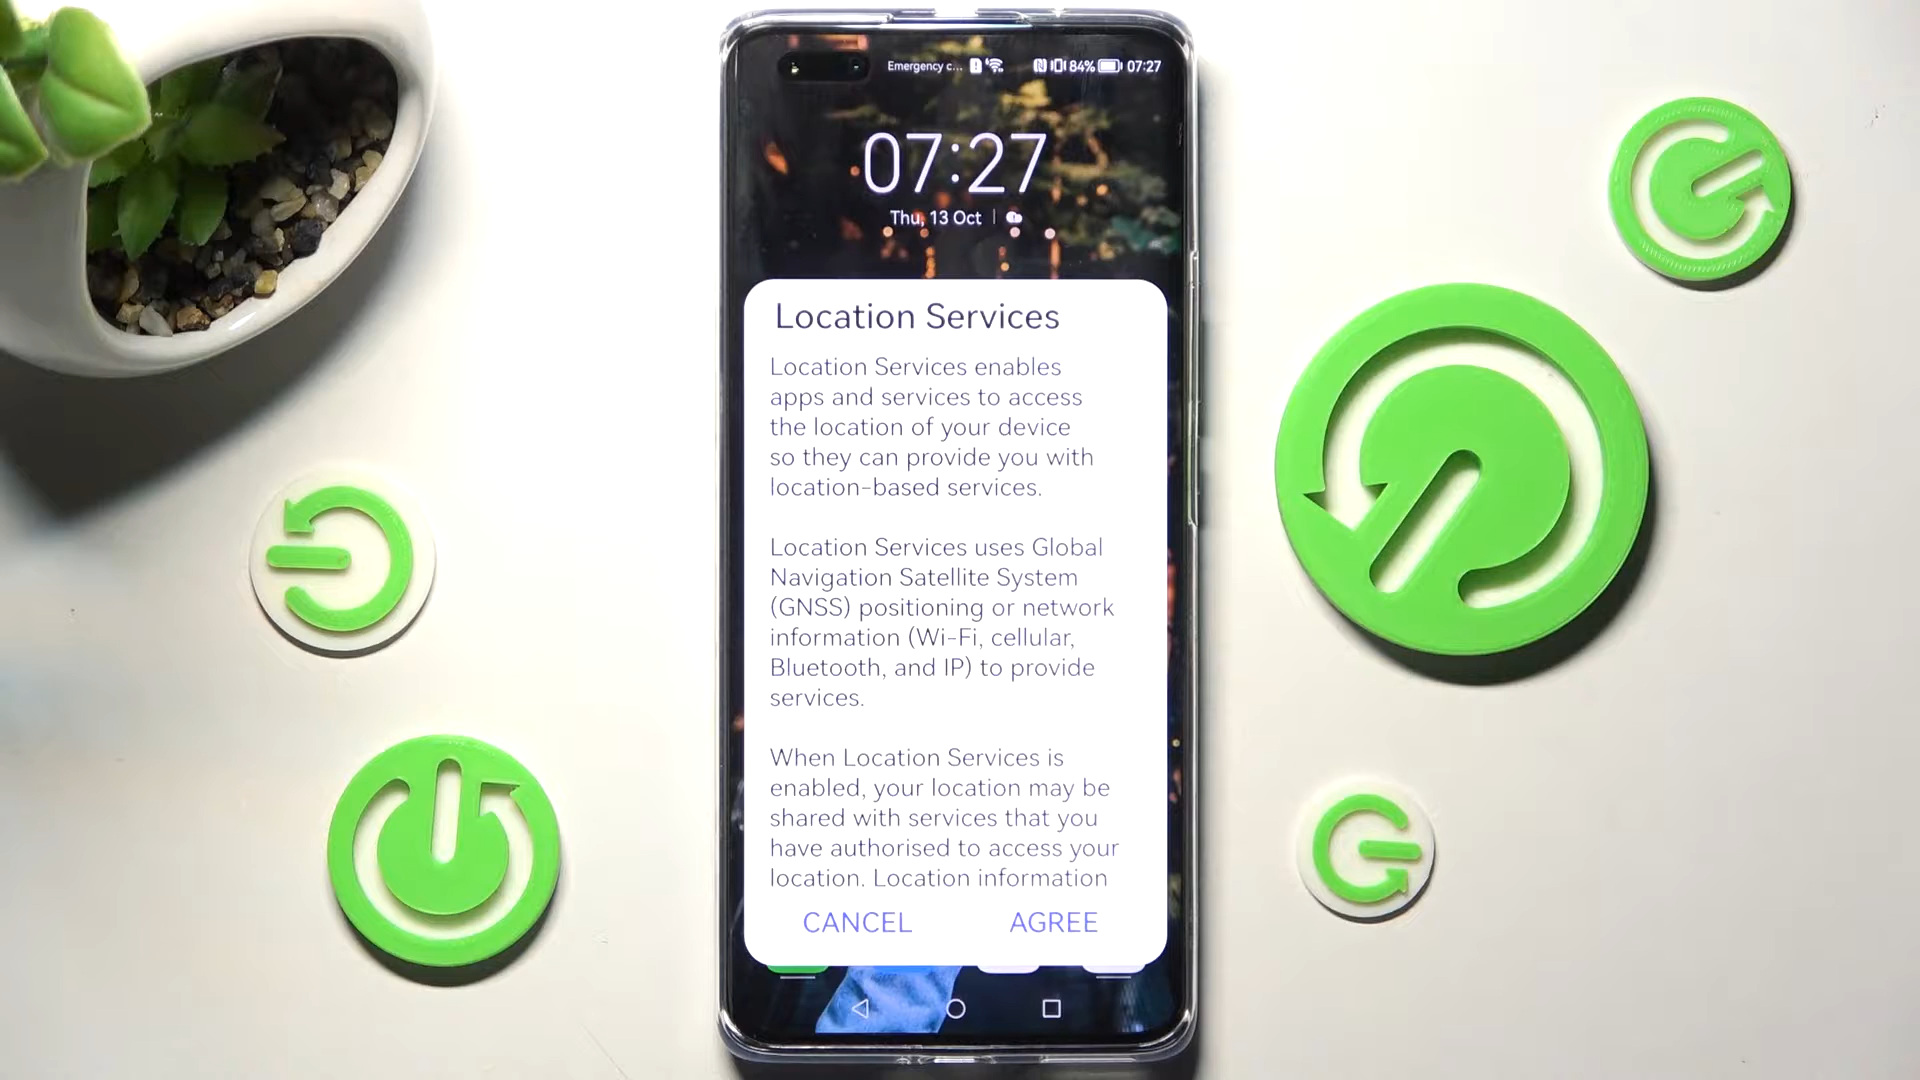 Emergency c... 84% 07:27
07:27
Thu, 13 Oct
Location Services
Location Services enables
apps and services to access
the location of your device
so they can provide you with
location-based services.
Location Services uses Global
Navigation Satellite System
(GNSS) positioning or network
information (Wi-Fi, cellular,
Bluetooth, and IP) to provide
services.
When Location Services is
enabled, your location may be
shared with services that you
have authorised to access your
location. Location information
CANCEL AGREE